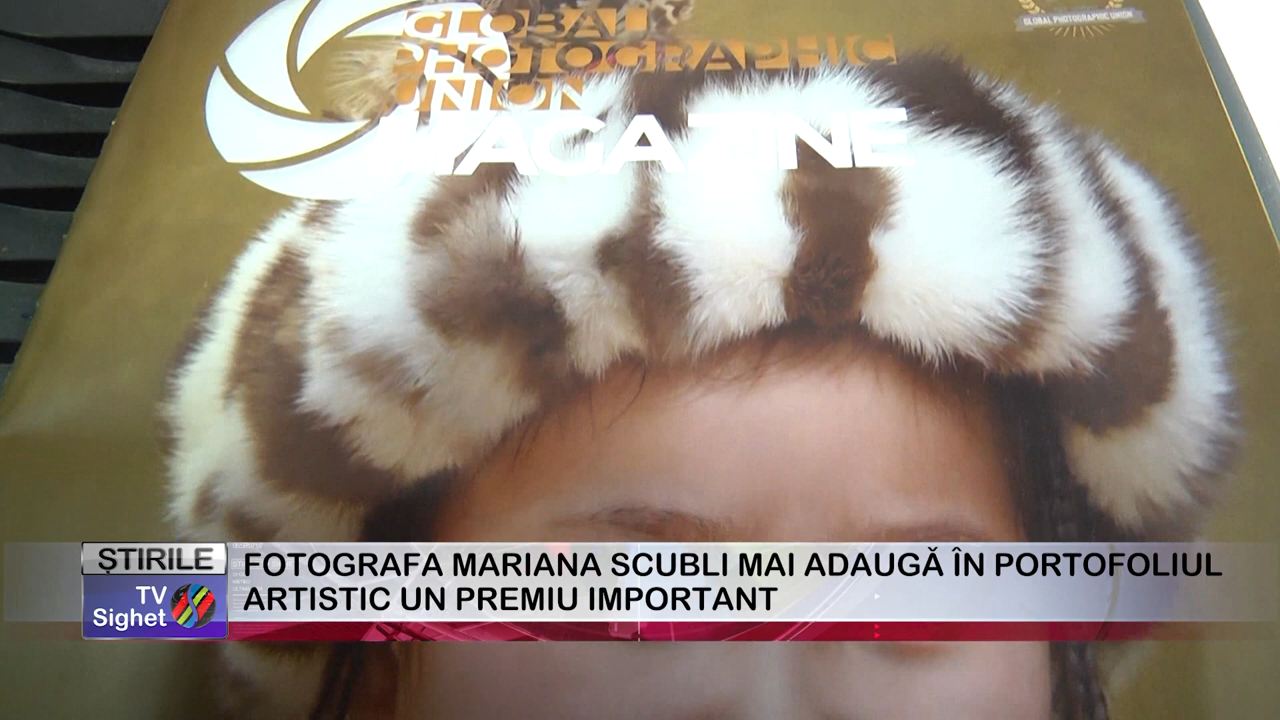 GLOBAL
PHOTOGRAPHIC
UNION
MAGAZINE
GLOBAL PHOTOGRAPHIC UNION
ȘTIRILE
TV
Sighet
FOTOGRAFA MARIANA SCUBLI MAI ADAUGĂ ÎN PORTOFOLIUL
ARTISTIC UN PREMIU IMPORTANT